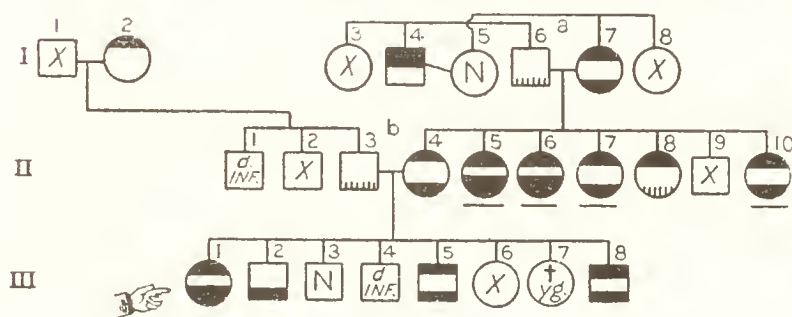 1 2 3 4 5 6 a 7 8
I X X N X
b
1 2 3 4 5 6 7 8 9 10
II d INF. X X
1 2 3 4 5 6 7 8
III N d INF. X † yg.